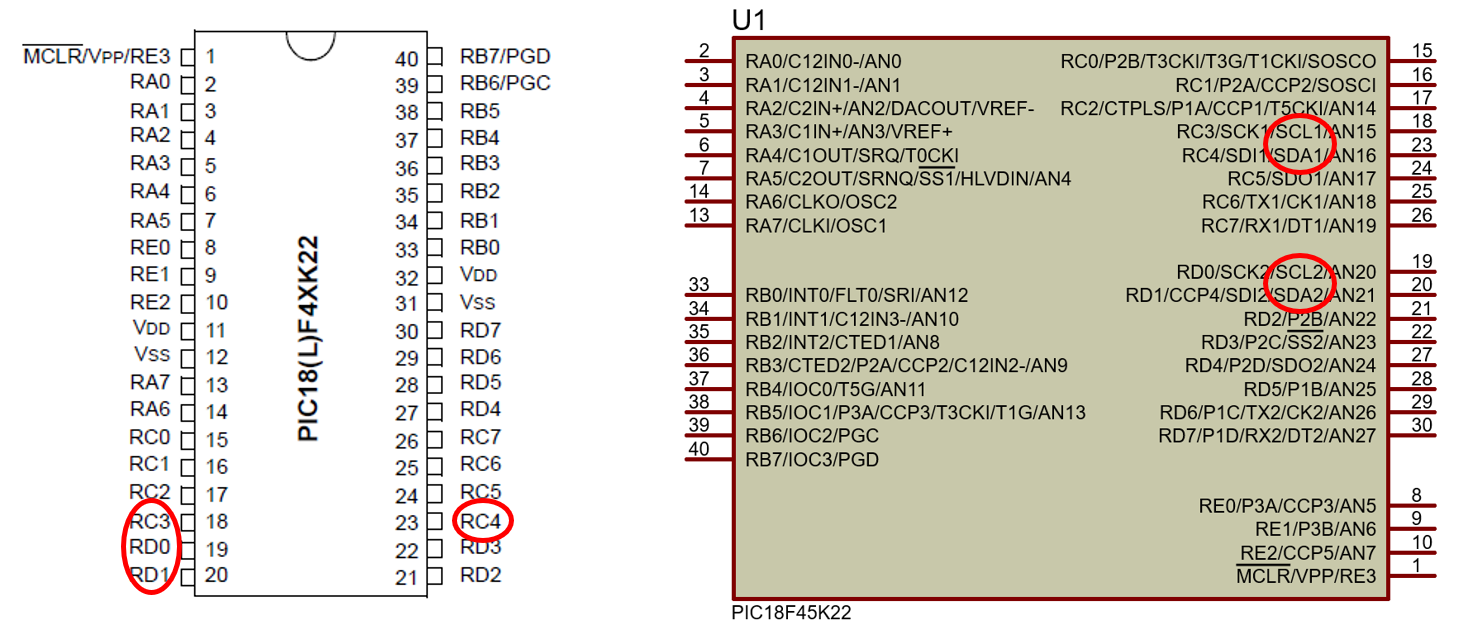 MCLR/VPP/RE3 1
RA0 2
RA1 3
RA2 4
RA3 5
RA4 6
RA5 7
RE0 8
RE1 9
RE2 10
VDD 11
VSS 12
RA7 13
RA6 14
RC0 15
RC1 16
RC2 17
RC3 18
RD0 19
RD1 20
PIC18(L)F4XK22
40 RB7/PGD
39 RB6/PGC
38 RB5
37 RB4
36 RB3
35 RB2
34 RB1
33 RB0
32 VDD
31 VSS
30 RD7
29 RD6
28 RD5
27 RD4
26 RC7
25 RC6
24 RC5
23 RC4
22 RD3
21 RD2
U1
2 RA0/C12IN0-/AN0
3 RA1/C12IN1-/AN1
4 RA2/C2IN+/AN2/DACOUT/VREF-
5 RA3/C1IN+/AN3/VREF+
6 RA4/C1OUT/SRQ/T0CKI
7 RA5/C2OUT/SRNQ/SS1/HLVDIN/AN4
14 RA6/CLKO/OSC2
13 RA7/CLKI/OSC1
33 RB0/INT0/FLT0/SRI/AN12
34 RB1/INT1/C12IN3-/AN10
35 RB2/INT2/CTED1/AN8
36 RB3/CTED2/P2A/CCP2/C12IN2-/AN9
37 RB4/IOC0/T5G/AN11
38 RB5/IOC1/P3A/CCP3/T3CKI/T1G/AN13
39 RB6/IOC2/PGC
40 RB7/IOC3/PGD
RC0/P2B/T3CKI/T3G/T1CKI/SOSCO 15
RC1/P2A/CCP2/SOSCI 16
RC2/CTPLS/P1A/CCP1/T5CKI/AN14 17
RC3/SCK1/SCL1/AN15 18
RC4/SDI1/SDA1/AN16 23
RC5/SDO1/AN17 24
RC6/TX1/CK1/AN18 25
RC7/RX1/DT1/AN19 26
RD0/SCK2/SCL2/AN20 19
RD1/CCP4/SDI2/SDA2/AN21 20
RD2/P2B/AN22 21
RD3/P2C/SS2/AN23 22
RD4/P2D/SDO2/AN24 27
RD5/P1B/AN25 28
RD6/P1C/TX2/CK2/AN26 29
RD7/P1D/RX2/DT2/AN27 30
RE0/P3A/CCP3/AN5 8
RE1/P3B/AN6 9
RE2/CCP5/AN7 10
MCLR/VPP/RE3 1
PIC18F45K22